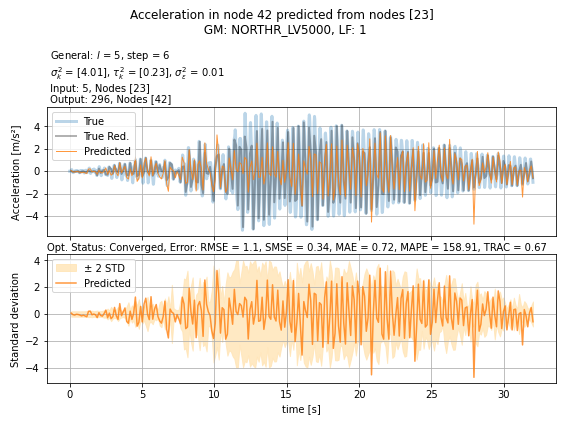 Acceleration in node 42 predicted from nodes [23]
GM: NORTHR_LV5000, LF: 1
General: l = 5, step = 6
σ²ₖ = [4.01], τ²ₖ = [0.23], σ²ε = 0.01
Input: 5, Nodes [23]
Output: 296, Nodes [42]
True
True Red.
Predicted
Acceleration [m/s²]
4
2
0
−2
−4
Opt. Status: Converged, Error: RMSE = 1.1, SMSE = 0.34, MAE = 0.72, MAPE = 158.91, TRAC = 0.67
± 2 STD
Predicted
Standard deviation
4
2
0
−2
−4
0 5 10 15 20 25 30
time [s]